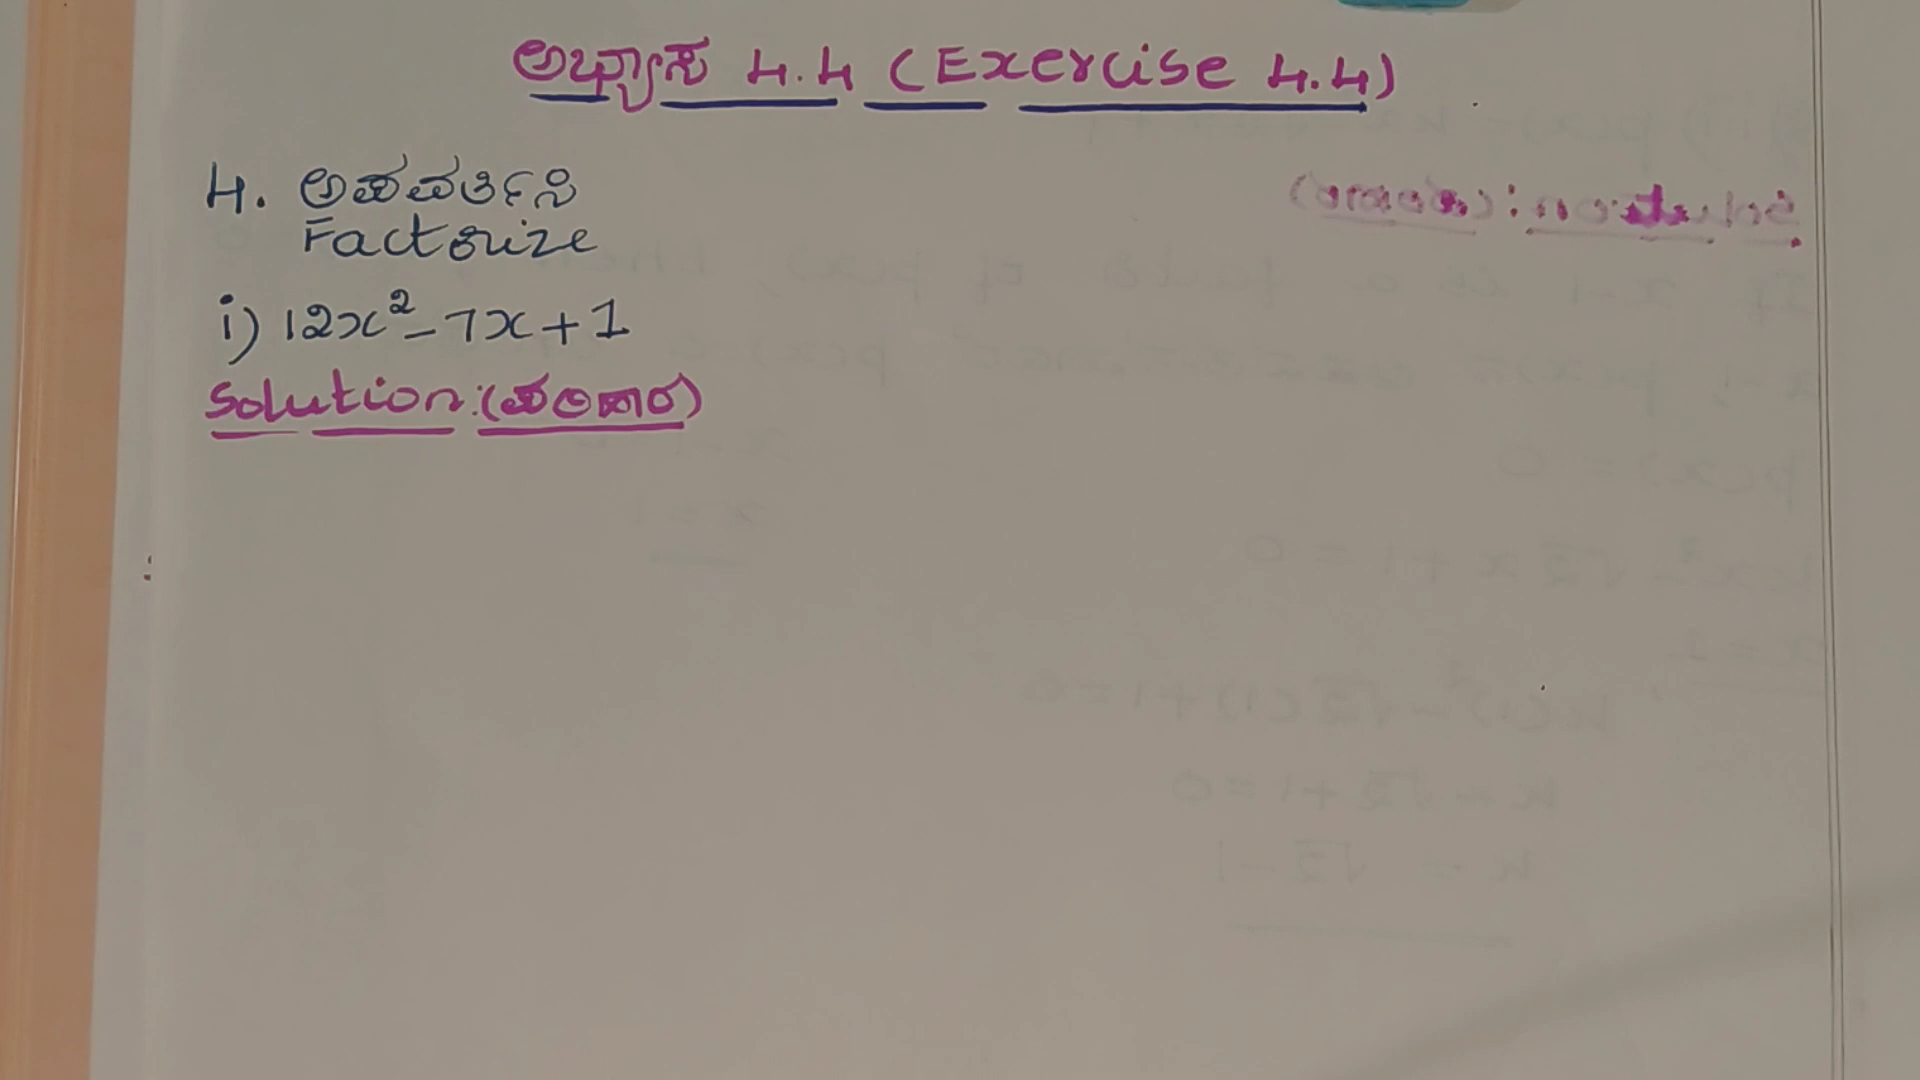 ಅಭ್ಯಾಸ 4.4 (Exercise 4.4)
4. ಅಪವರ್ತಿಸಿ
Factorize
i) 12x² - 7x + 1
Solution:(ಪರಿಹಾರ)